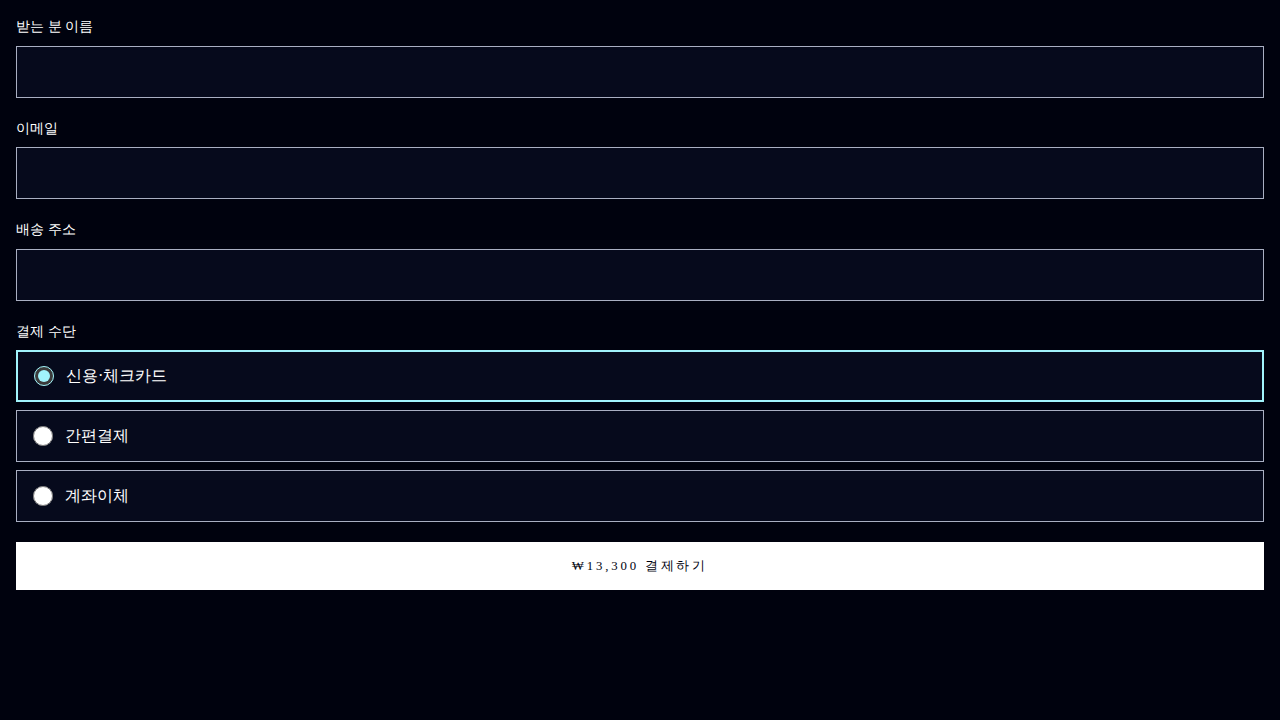 받는 분 이름
이메일
배송 주소
결제 수단
신용·체크카드
간편결제
계좌이체
₩13,300 결제하기